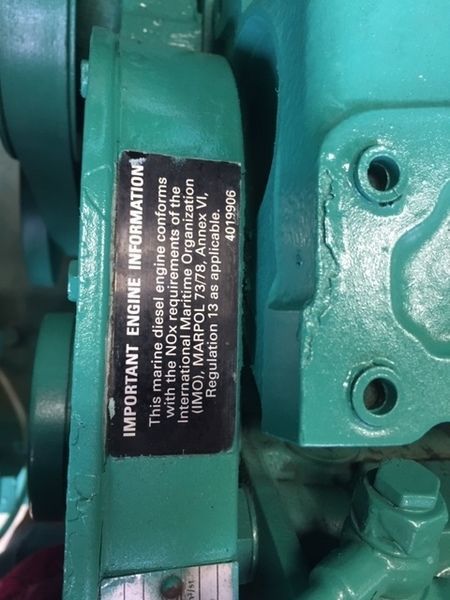 IMPORTANT ENGINE INFORMATION
This marine diesel engine conforms
with the NOx requirements of the
International Maritime Organization
(IMO), MARPOL 73/78, Annex VI,
Regulation 13 as applicable.
4019906